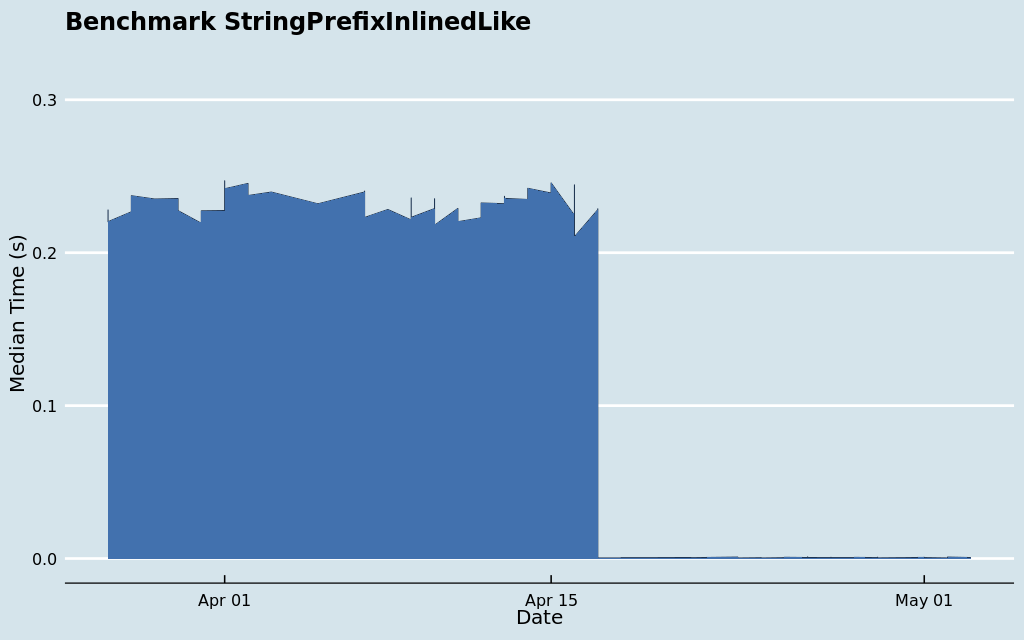 Benchmark StringPrefixInlinedLike
0.3
0.2
0.1
0.0
Median Time (s)
Apr 01
Apr 15
May 01
Date